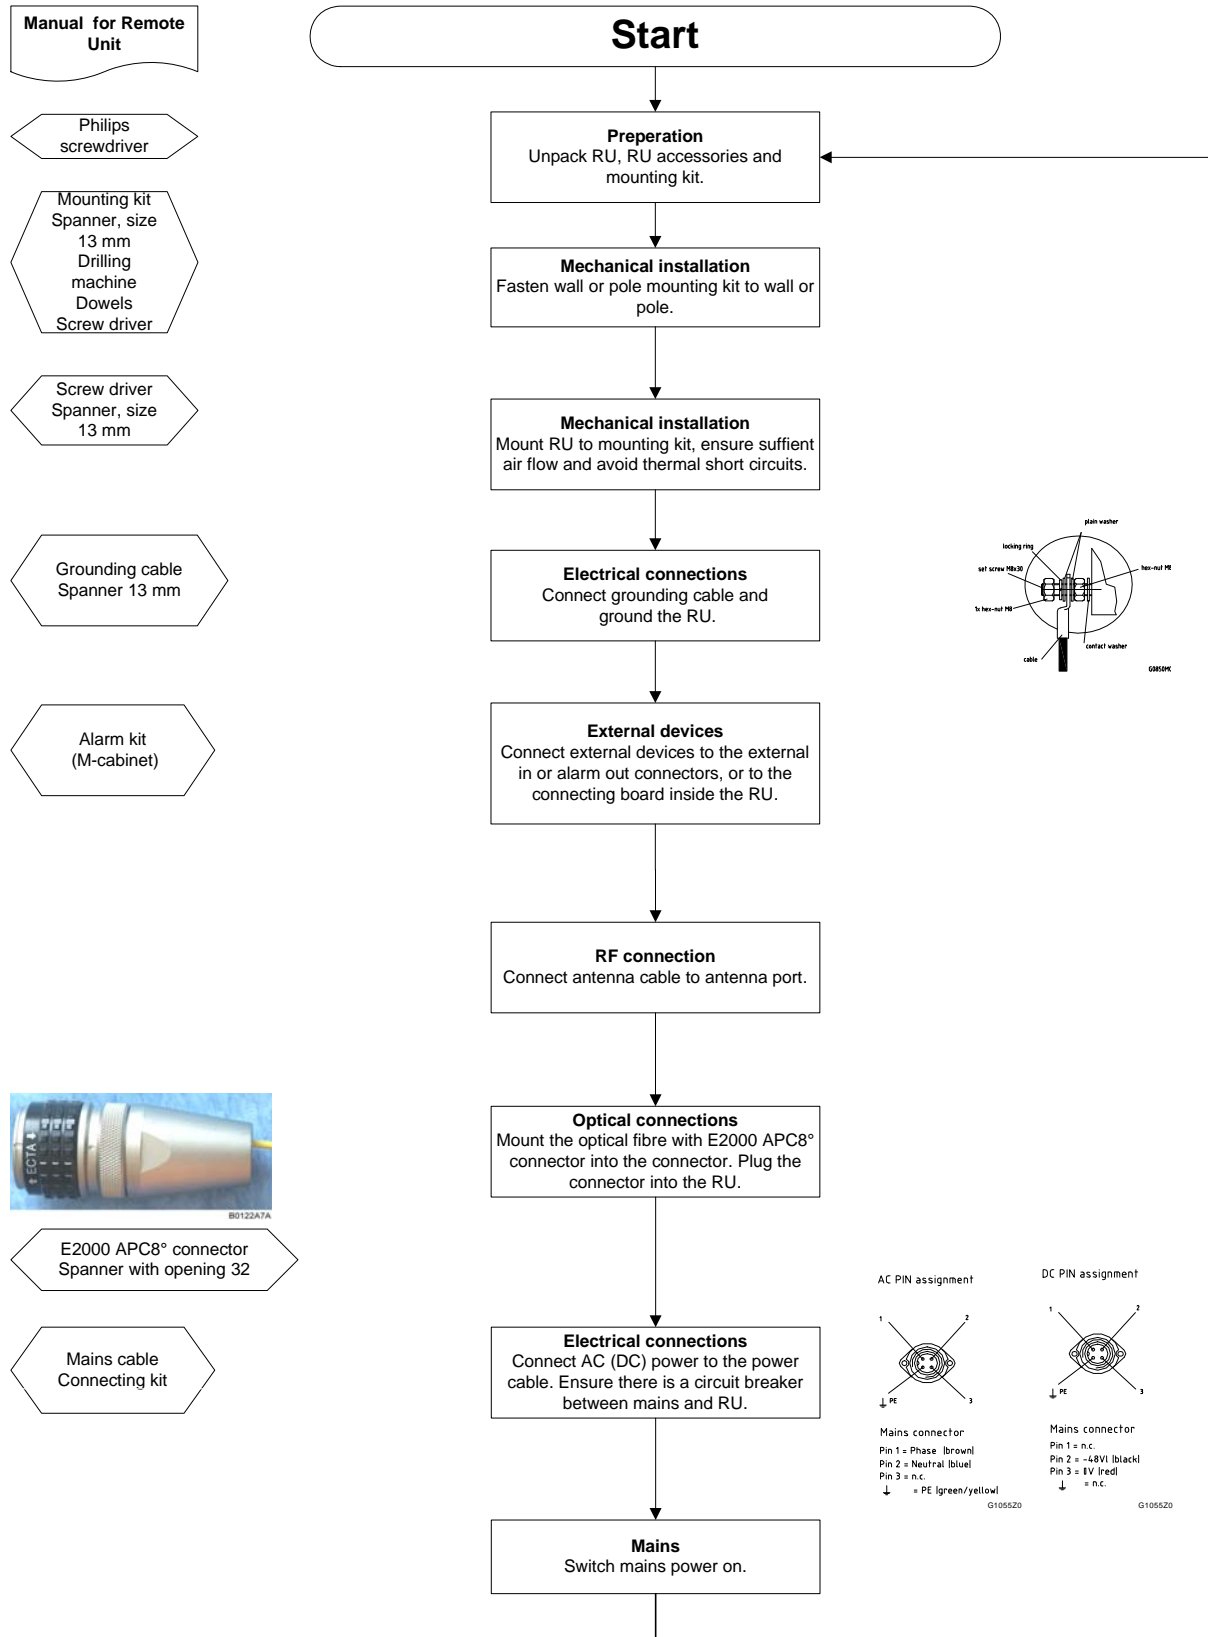 Manual for Remote
Unit
Start
Philips
screwdriver
Preperation
Unpack RU, RU accessories and
mounting kit.
Mounting kit
Spanner, size
13 mm
Drilling
machine
Dowels
Screw driver
Mechanical installation
Fasten wall or pole mounting kit to wall or
pole.
Screw driver
Spanner, size
13 mm
Mechanical installation
Mount RU to mounting kit, ensure suffient
air flow and avoid thermal short circuits.
Grounding cable
Spanner 13 mm
Electrical connections
Connect grounding cable and
ground the RU.
plain washer
locking ring
set screw M8x30
hex-nut M8
1x hex-nut M8
contact washer
cable
G0850M0
Alarm kit
(M-cabinet)
External devices
Connect external devices to the external
in or alarm out connectors, or to the
connecting board inside the RU.
RF connection
Connect antenna cable to antenna port.
ECTA
B0122A7A
Optical connections
Mount the optical fibre with E2000 APC8°
connector into the connector. Plug the
connector into the RU.
E2000 APC8° connector
Spanner with opening 32
Mains cable
Connecting kit
Electrical connections
Connect AC (DC) power to the power
cable. Ensure there is a circuit breaker
between mains and RU.
AC PIN assignment
1
2
PE
3
Mains connector
Pin 1 = Phase |brown|
Pin 2 = Neutral |blue|
Pin 3 = n.c.
= PE |green/yellow|
G1055Z0
DC PIN assignment
1
2
PE
3
Mains connector
Pin 1 = n.c.
Pin 2 = -48V| |black|
Pin 3 = 0V |red|
= n.c.
G1055Z0
Mains
Switch mains power on.